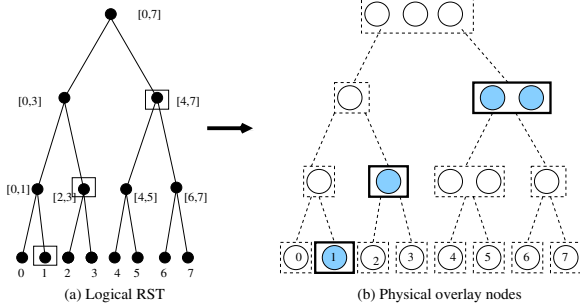 [0,7]
[0,3]
[4,7]
[0,1]
[2,3]
[4,5]
[6,7]
0 1 2 3 4 5 6 7
0 1 2 3 4 5 6 7
(a) Logical RST
(b) Physical overlay nodes